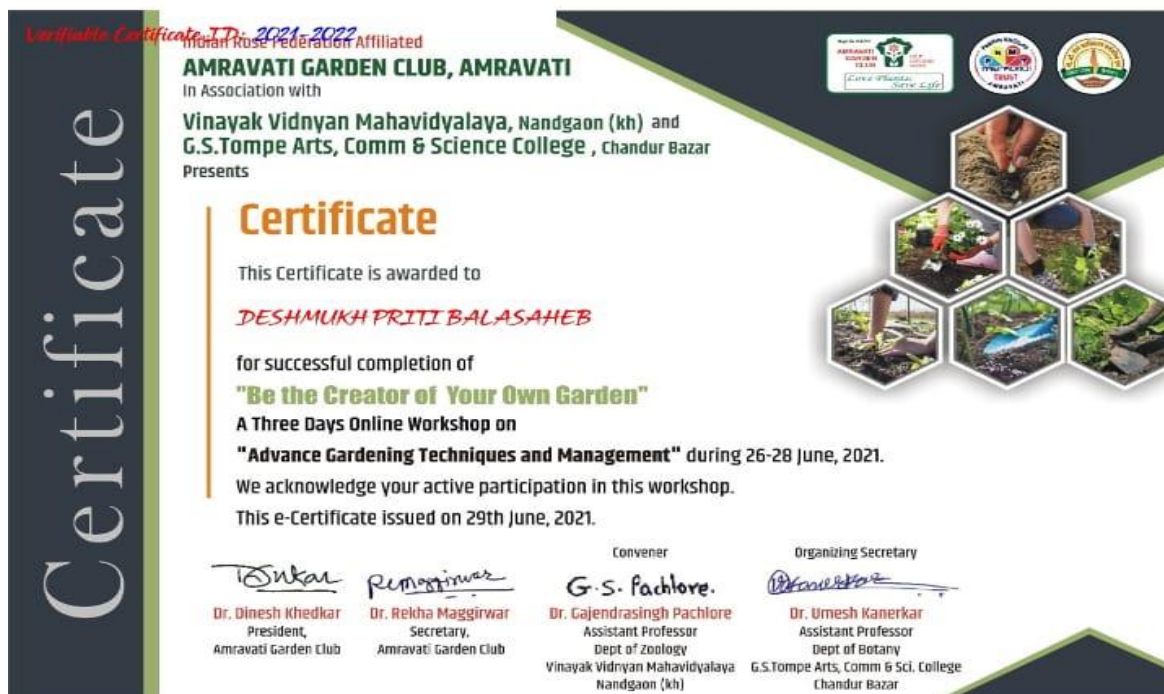 Certificate
Verifiable Certificate ID: 2021-2022
Indian Rose Federation Affiliated
AMRAVATI GARDEN CLUB, AMRAVATI
In Association with
Vinayak Vidnyan Mahavidyalaya, Nandgaon (kh) and
G.S.Tompe Arts, Comm & Science College , Chandur Bazar
Presents
AMRAVATI
GARDEN
CLUB
Love Plants,
Save Life
TRUST
AMRAVATI
Certificate
This Certificate is awarded to
DESHMUKH PRITI BALASAHEB
for successful completion of
"Be the Creator of Your Own Garden"
A Three Days Online Workshop on
"Advance Gardening Techniques and Management" during 26-28 June, 2021.
We acknowledge your active participation in this workshop.
This e-Certificate issued on 29th June, 2021.
Convener Organizing Secretary
G.S. Pachlore.
Dr. Dinesh Khedkar Dr. Rekha Maggirwar Dr. Gajendrasingh Pachlore Dr. Umesh Kanerkar
President, Secretary, Assistant Professor Assistant Professor
Amravati Garden Club Amravati Garden Club Dept of Zoology Dept of Botany
Vinayak Vidnyan Mahavidyalaya G.S.Tompe Arts, Comm & Sci. College
Nandgaon (kh) Chandur Bazar